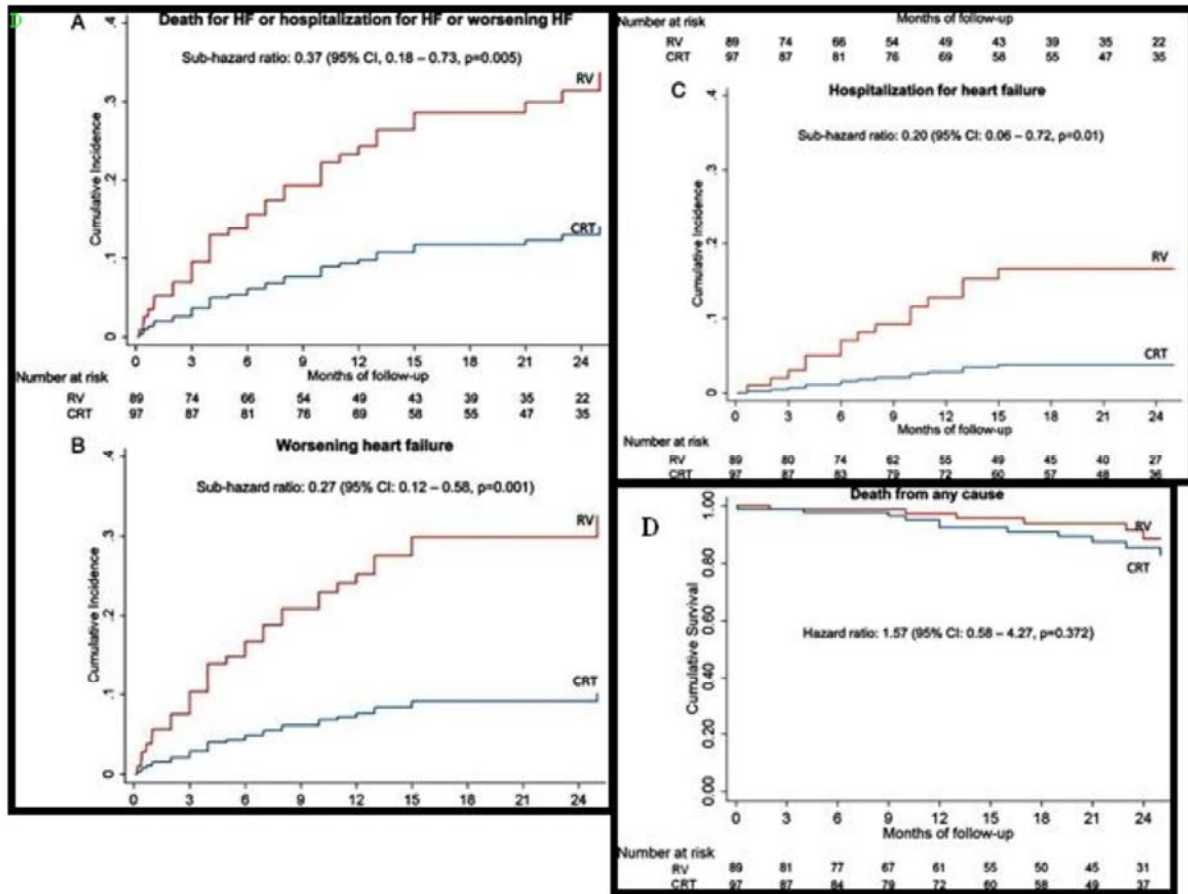 D
A
Death for HF or hospitalization for HF or worsening HF
Sub-hazard ratio: 0.37 (95% CI, 0.18 – 0.73, p=0.005)
RV
CRT
Cumulative Incidence
0 .1 .2 .3 .4
0 3 6 9 12 15 18 21 24
Months of follow-up
Number at risk
RV 89 74 66 54 49 43 39 35 22
CRT 97 87 81 76 69 58 55 47 35
B
Worsening heart failure
Sub-hazard ratio: 0.27 (95% CI: 0.12 – 0.58, p=0.001)
RV
CRT
Cumulative Incidence
0 .1 .2 .3 .4
0 3 6 9 12 15 18 21 24
Months of follow-up
Number at risk
RV 89 74 66 54 49 43 39 35 22
CRT 97 87 81 76 69 58 55 47 35
C
Hospitalization for heart failure
Sub-hazard ratio: 0.20 (95% CI: 0.06 – 0.72, p=0.01)
RV
CRT
Cumulative Incidence
0 .1 .2 .3 .4
0 3 6 9 12 15 18 21 24
Months of follow-up
Number at risk
RV 89 80 74 62 55 49 45 40 27
CRT 97 87 83 79 72 60 57 48 36
D
Death from any cause
RV
CRT
Hazard ratio: 1.57 (95% CI: 0.58 – 4.27, p=0.372)
Cumulative Survival
0.00 0.20 0.40 0.60 0.80 1.00
0 3 6 9 12 15 18 21 24
Months of follow-up
Number at risk
RV 89 81 77 67 61 55 50 45 31
CRT 97 87 84 79 72 60 58 49 37